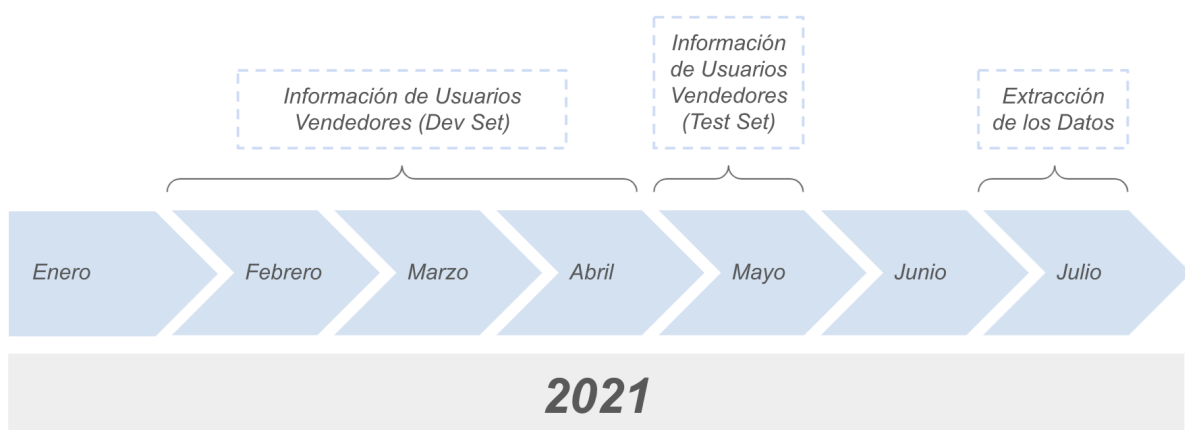 Información de Usuarios
Vendedores (Dev Set)
Información
de Usuarios
Vendedores
(Test Set)
Extracción
de los Datos
Enero
Febrero
Marzo
Abril
Mayo
Junio
Julio
2021